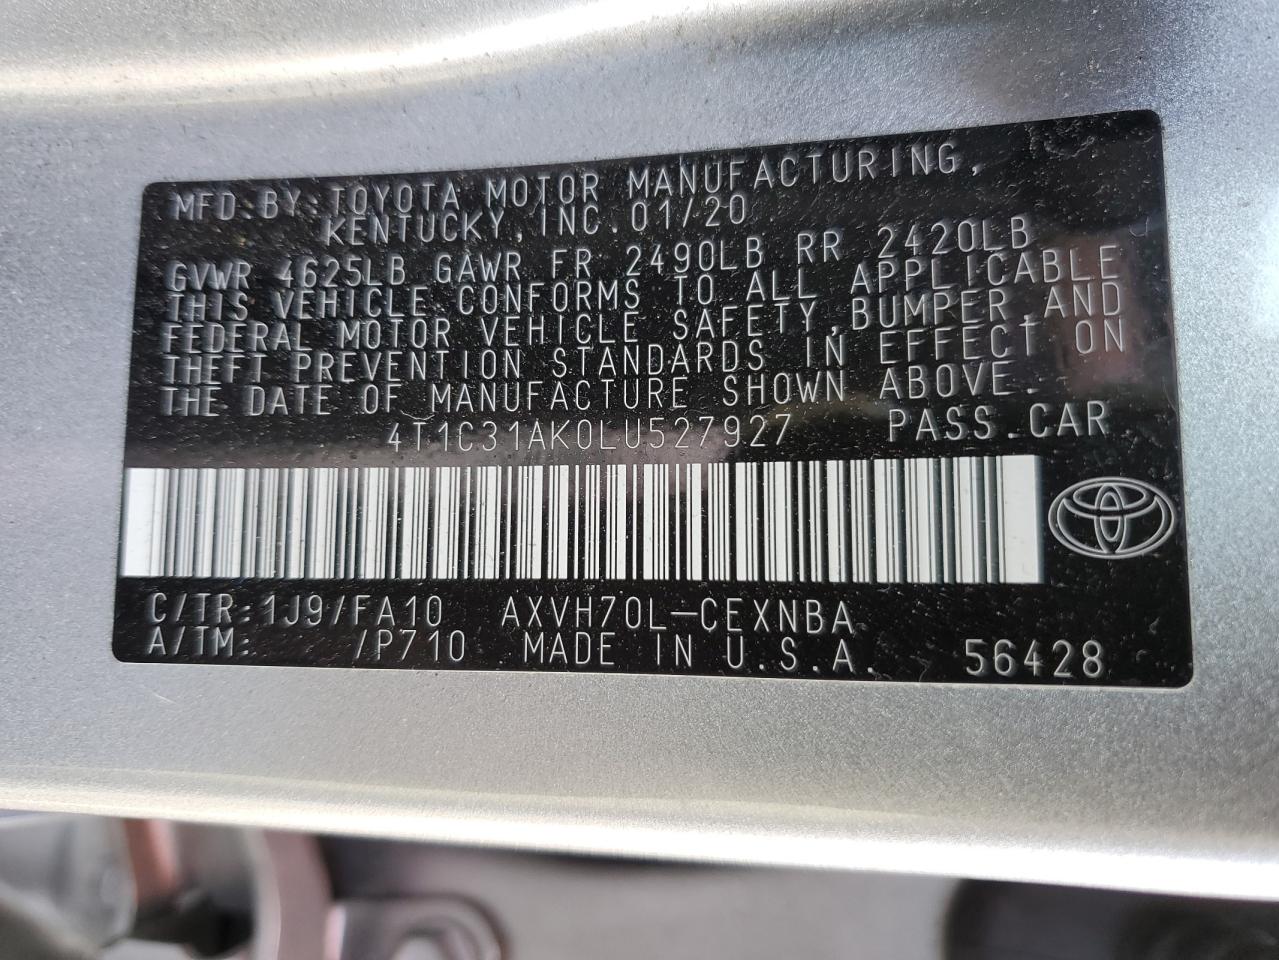 MFD.BY:TOYOTA MOTOR MANUFACTURING,
KENTUCKY,INC.01/20
GVWR 4625LB GAWR FR 2490LB RR 2420LB
THIS VEHICLE CONFORMS TO ALL APPLICABLE
FEDERAL MOTOR VEHICLE SAFETY,BUMPER,AND
THEFT PREVENTION STANDARDS IN EFFECT ON
THE DATE OF MANUFACTURE SHOWN ABOVE.
4T1C31AK0LU527927 PASS.CAR
C/TR:1J9/FA10 AXVH70L-CEXNBA
A/TM: /P710 MADE IN U.S.A. 56428